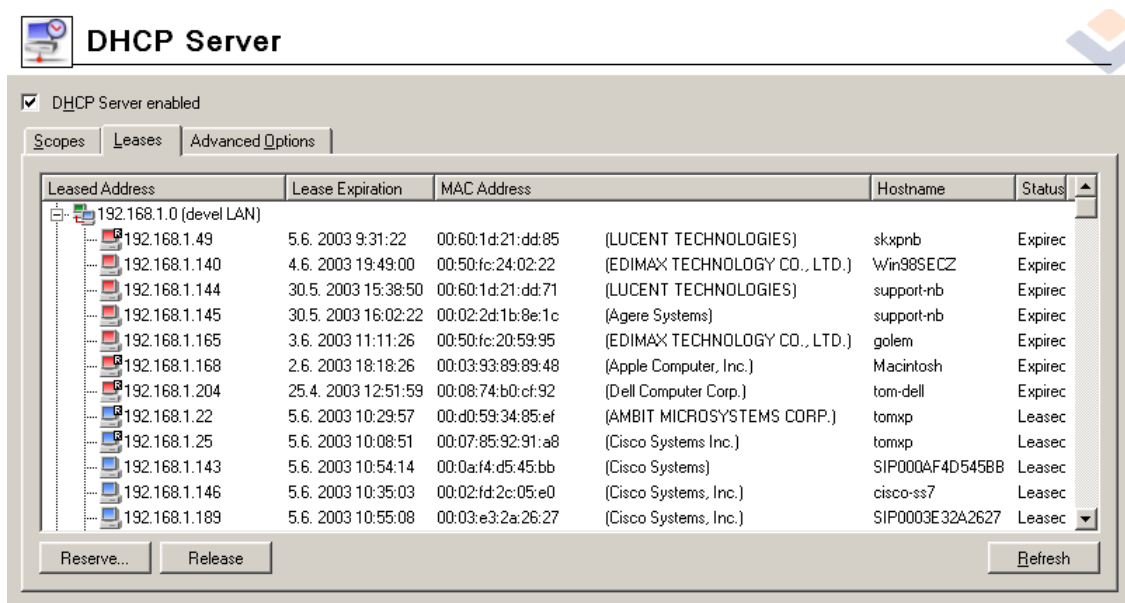 DHCP Server
DHCP Server enabled
Scopes Leases Advanced Options
Leased Address Lease Expiration MAC Address Hostname Status
192.168.1.0 (devel LAN)
R 192.168.1.49 5.6. 2003 9:31:22 00:60:1d:21:dd:85 (LUCENT TECHNOLOGIES) skxpnb Expirec
192.168.1.140 4.6. 2003 19:49:00 00:50:fc:24:02:22 (EDIMAX TECHNOLOGY CO., LTD.) Win98SECZ Expirec
192.168.1.144 30.5. 2003 15:38:50 00:60:1d:21:dd:71 (LUCENT TECHNOLOGIES) support-nb Expirec
192.168.1.145 30.5. 2003 16:02:22 00:02:2d:1b:8e:1c (Agere Systems) support-nb Expirec
192.168.1.165 3.6. 2003 11:11:26 00:50:fc:20:59:95 (EDIMAX TECHNOLOGY CO., LTD.) golem Expirec
R 192.168.1.168 2.6. 2003 18:18:26 00:03:93:89:89:48 (Apple Computer, Inc.) Macintosh Expirec
R 192.168.1.204 25.4. 2003 12:51:59 00:08:74:b0:cf:92 (Dell Computer Corp.) tom-dell Expirec
R 192.168.1.22 5.6. 2003 10:29:57 00:d0:59:34:85:ef (AMBIT MICROSYSTEMS CORP.) tomxp Leasec
R 192.168.1.25 5.6. 2003 10:08:51 00:07:85:92:91:a8 (Cisco Systems Inc.) tomxp Leasec
192.168.1.143 5.6. 2003 10:54:14 00:0a:f4:d5:45:bb (Cisco Systems) SIP000AF4D545BB Leasec
192.168.1.146 5.6. 2003 10:35:03 00:02:fd:2c:05:e0 (Cisco Systems, Inc.) cisco-ss7 Leasec
192.168.1.189 5.6. 2003 10:55:08 00:03:e3:2a:26:27 (Cisco Systems, Inc.) SIP0003E32A2627 Leasec
Reserve... Release Refresh